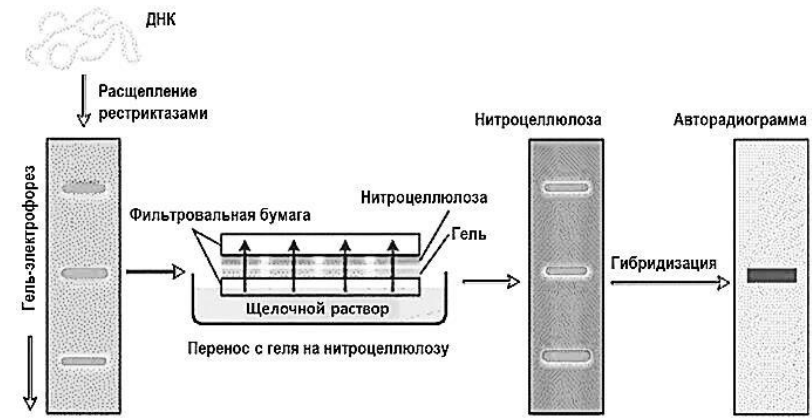 ДНК
Расщепление
рестриктазами
Гель-электрофорез
Фильтровальная бумага
Нитроцеллюлоза
Гель
Щелочной раствор
Перенос с геля на нитроцеллюлозу
Нитроцеллюлоза
Гибридизация
Авторадиограмма